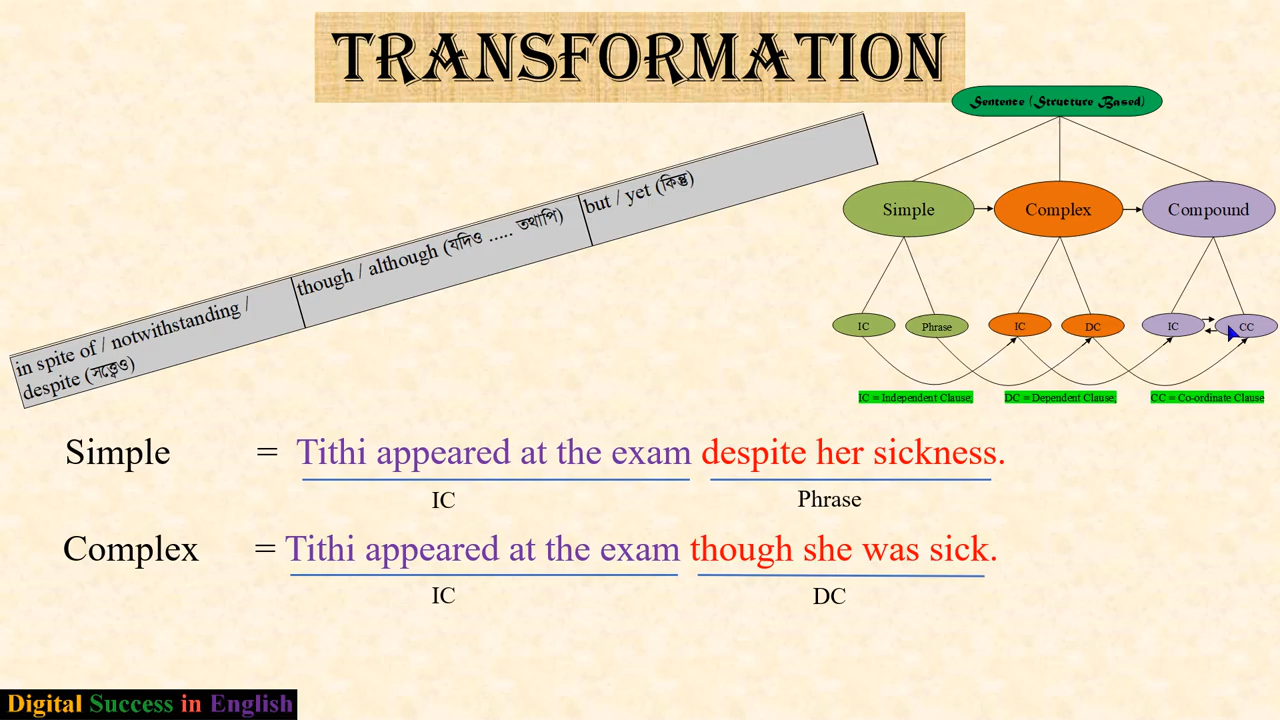 TRANSFORMATION
Sentence (Structure Based)
in spite of / notwithstanding /
despite (সত্ত্বেও)
though / although (যদিও ..... তথাপি)
but / yet (কিন্তু)
Simple
Complex
Compound
IC
Phrase
IC
DC
IC
CC
IC = Independent Clause;
DC = Dependent Clause;
CC = Co-ordinate Clause
Simple = Tithi appeared at the exam despite her sickness.
IC Phrase
Complex = Tithi appeared at the exam though she was sick.
IC DC
Digital Success in English